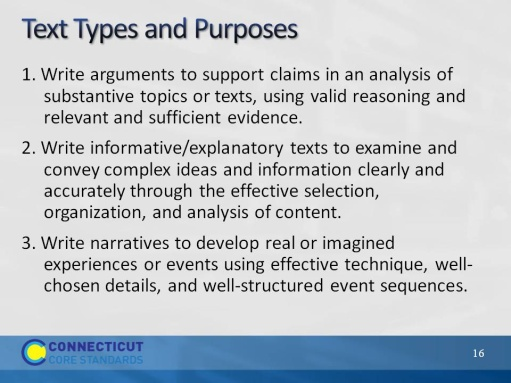 Text Types and Purposes
1. Write arguments to support claims in an analysis of
substantive topics or texts, using valid reasoning and
relevant and sufficient evidence.
2. Write informative/explanatory texts to examine and
convey complex ideas and information clearly and
accurately through the effective selection,
organization, and analysis of content.
3. Write narratives to develop real or imagined
experiences or events using effective technique, well-
chosen details, and well-structured event sequences.
CONNECTICUT
CORE STANDARDS
16